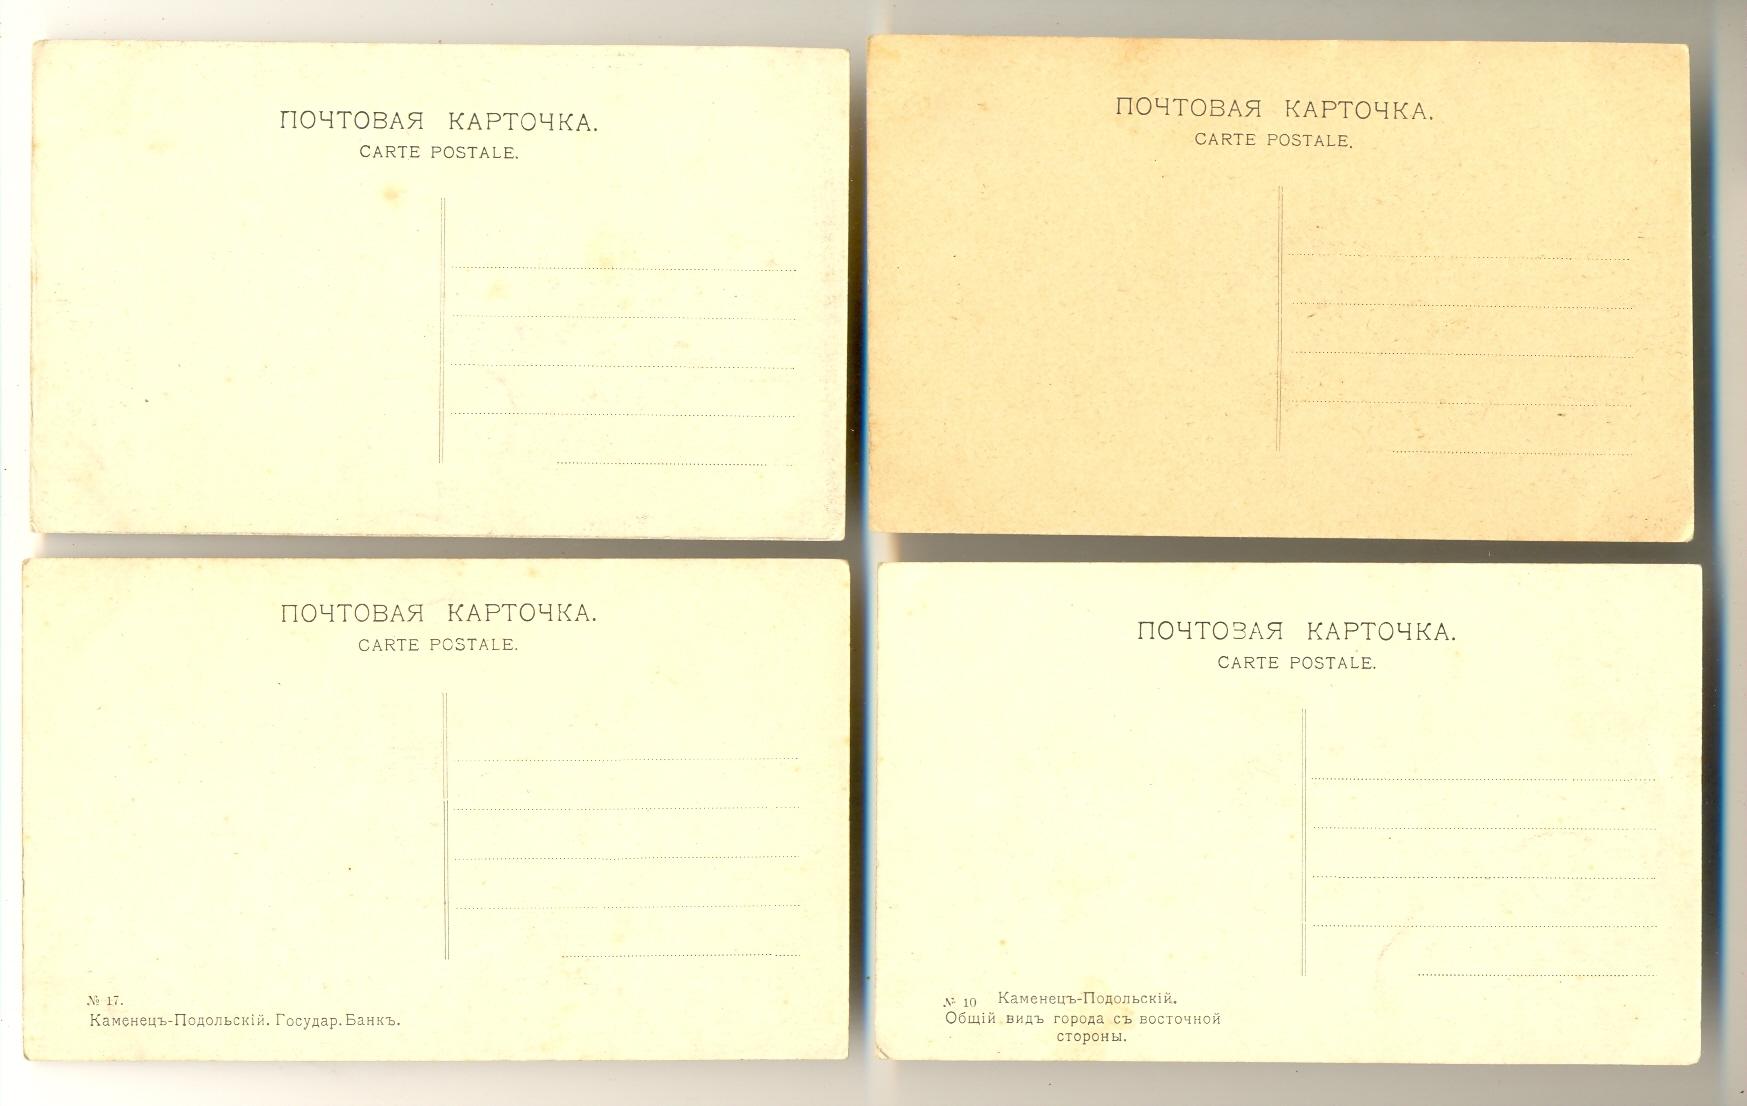 ПОЧТОВАЯ КАРТОЧКА.
CARTE POSTALE.
ПОЧТОВАЯ КАРТОЧКА.
CARTE POSTALE.
ПОЧТОВАЯ КАРТОЧКА.
CARTE POSTALE.
№ 17.
Каменецъ-Подольскій. Государ. Банкъ.
ПОЧТОВАЯ КАРТОЧКА.
CARTE POSTALE.
№ 10 Каменецъ-Подольскій.
Общій видъ города съ восточной
стороны.